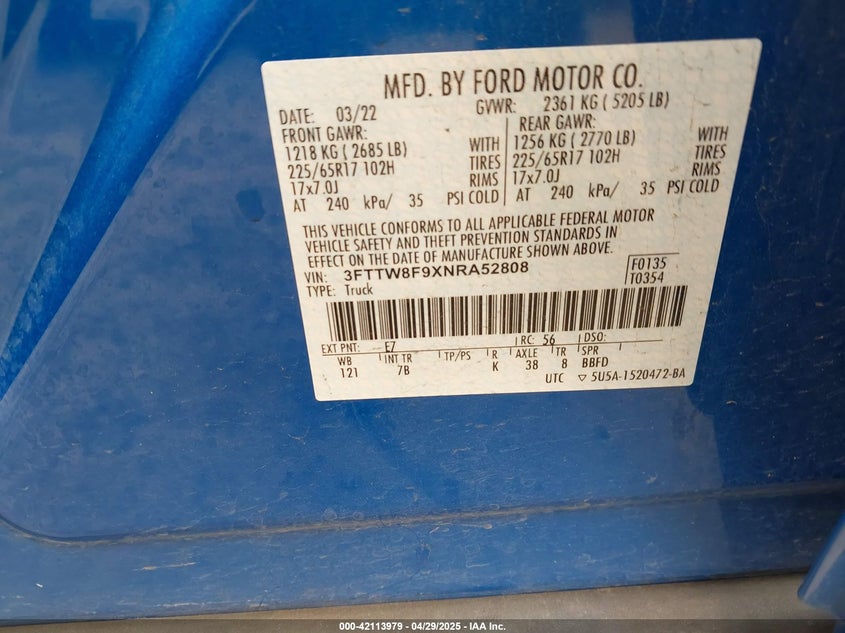 MFD. BY FORD MOTOR CO.
DATE: 03/22 GVWR: 2361 KG ( 5205 LB)
FRONT GAWR: REAR GAWR:
1218 KG ( 2685 LB) WITH 1256 KG ( 2770 LB) WITH
225/65R17 102H TIRES 225/65R17 102H TIRES
17x7.0J RIMS 17x7.0J RIMS
AT 240 kPa/ 35 PSI COLD AT 240 kPa/ 35 PSI COLD
THIS VEHICLE CONFORMS TO ALL APPLICABLE FEDERAL MOTOR
VEHICLE SAFETY AND THEFT PREVENTION STANDARDS IN
EFFECT ON THE DATE OF MANUFACTURE SHOWN ABOVE.
VIN: 3FTTW8F9XNRA52808 F0135
TYPE: Truck T0354
EXT PNT: E7 RC: 56 DSO:
WB INT TR TP/PS R AXLE TR SPR
121 7B K 38 8 BBFD
UTC ▽ 5U5A-1520472-BA
000-42113979 - 04/29/2025 - IAA Inc.